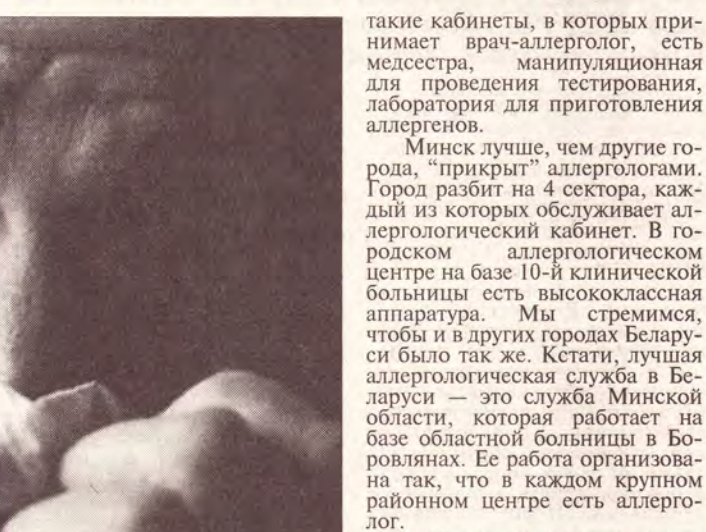 такие кабинеты, в которых при-
нимает врач-аллерголог, есть
медсестра, манипуляционная
для проведения тестирования,
лаборатория для приготовления
аллергенов.
Минск лучше, чем другие го-
рода, “прикрыт” аллергологами.
Город разбит на 4 сектора, каж-
дый из которых обслуживает ал-
лергологический кабинет. В го-
родском аллергологическом
центре на базе 10-й клинической
больницы есть высококлассная
аппаратура. Мы стремимся,
чтобы и в других городах Белару-
си было так же. Кстати, лучшая
аллергологическая служба в Бе-
ларуси — это служба Минской
области, которая работает на
базе областной больницы в Бо-
ровлянах. Ее работа организова-
на так, что в каждом крупном
районном центре есть аллерго-
лог.